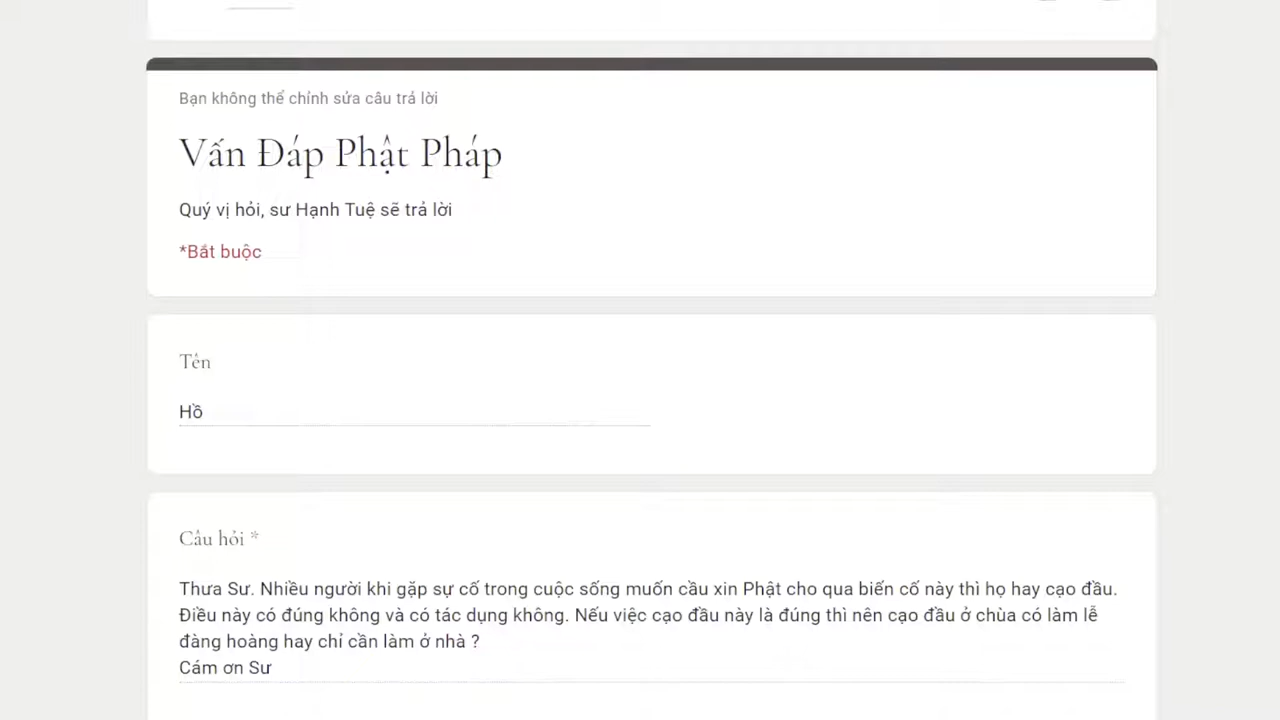 Bạn không thể chỉnh sửa câu trả lời
Vấn Đáp Phật Pháp
Quý vị hỏi, sư Hạnh Tuệ sẽ trả lời
*Bắt buộc
Tên
Hồ
Câu hỏi *
Thưa Sư. Nhiều người khi gặp sự cố trong cuộc sống muốn cầu xin Phật cho qua biến cố này thì họ hay cạo đầu.
Điều này có đúng không và có tác dụng không. Nếu việc cạo đầu này là đúng thì nên cạo đầu ở chùa có làm lễ
đàng hoàng hay chỉ cần làm ở nhà ?
Cám ơn Sư